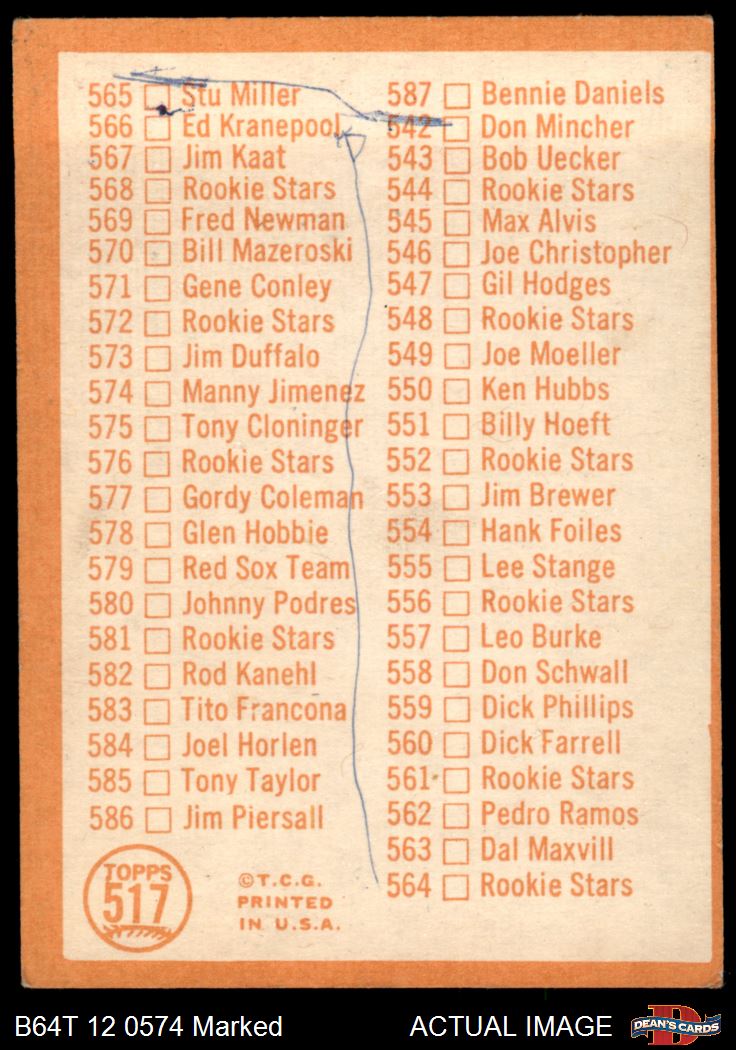 565 Stu Miller
566 Ed Kranepool
567 Jim Kaat
568 Rookie Stars
569 Fred Newman
570 Bill Mazeroski
571 Gene Conley
572 Rookie Stars
573 Jim Duffalo
574 Manny Jimenez
575 Tony Cloninger
576 Rookie Stars
577 Gordy Coleman
578 Glen Hobbie
579 Red Sox Team
580 Johnny Podres
581 Rookie Stars
582 Rod Kanehl
583 Tito Francona
584 Joel Horlen
585 Tony Taylor
586 Jim Piersall
587 Bennie Daniels
542 Don Mincher
543 Bob Uecker
544 Rookie Stars
545 Max Alvis
546 Joe Christopher
547 Gil Hodges
548 Rookie Stars
549 Joe Moeller
550 Ken Hubbs
551 Billy Hoeft
552 Rookie Stars
553 Jim Brewer
554 Hank Foiles
555 Lee Stange
556 Rookie Stars
557 Leo Burke
558 Don Schwall
559 Dick Phillips
560 Dick Farrell
561 Rookie Stars
562 Pedro Ramos
563 Dal Maxvill
564 Rookie Stars
TOPPS
517
©T.C.G.
PRINTED
IN U.S.A.
B64T 12 0574 Marked
ACTUAL IMAGE
DEAN'S CARDS